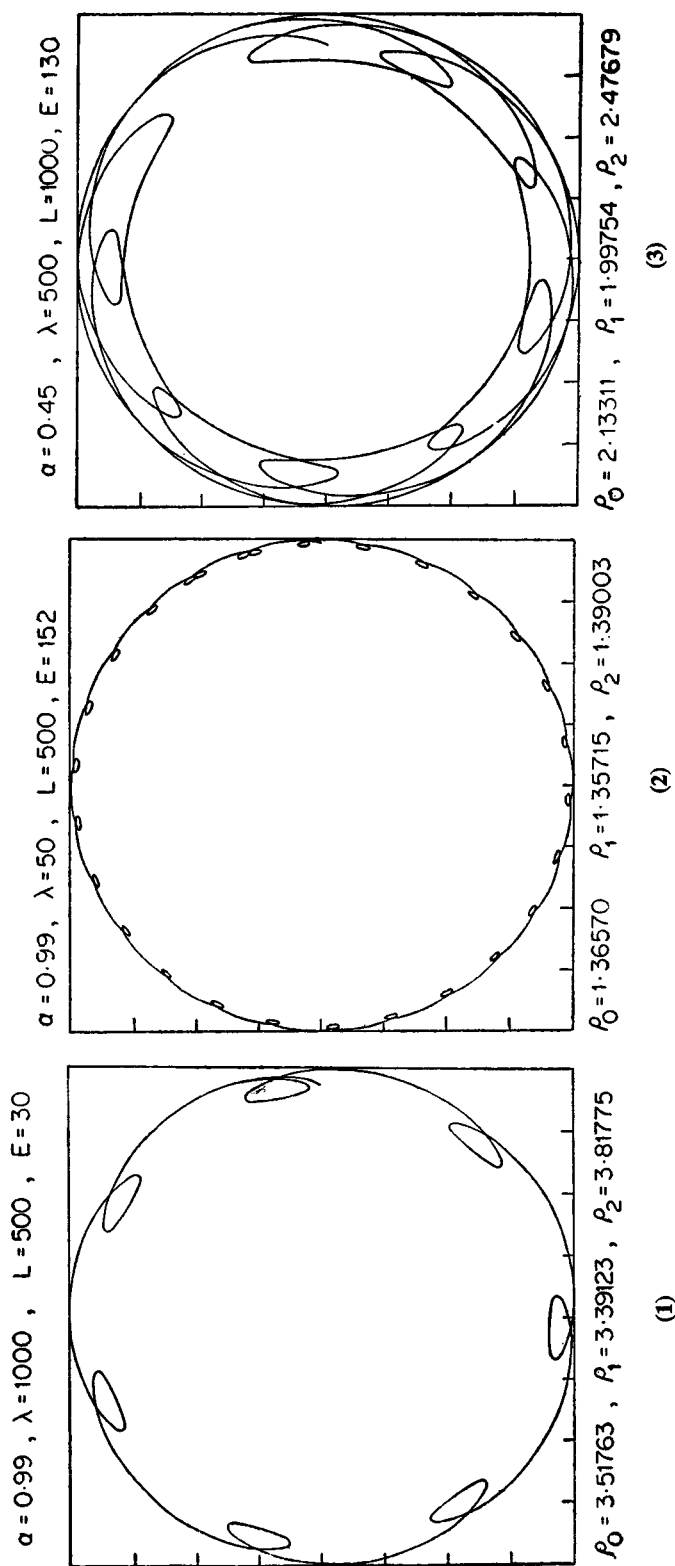 α = 0·99 , λ = 1000 , L = 500 , E = 30
ρ₀ = 3·51763 , ρ₁ = 3·39123 , ρ₂ = 3·81775
(1)
α = 0·99, λ = 50 , L = 500 , E = 152
ρ₀ = 1·36570 ρ₁ = 1·35715 , ρ₂ = 1·39003
(2)
α = 0·45 , λ = 500 , L = 1000, E = 130
ρ₀ = 2·13311 , ρ₁ = 1·99754 , ρ₂ = 2·47679
(3)